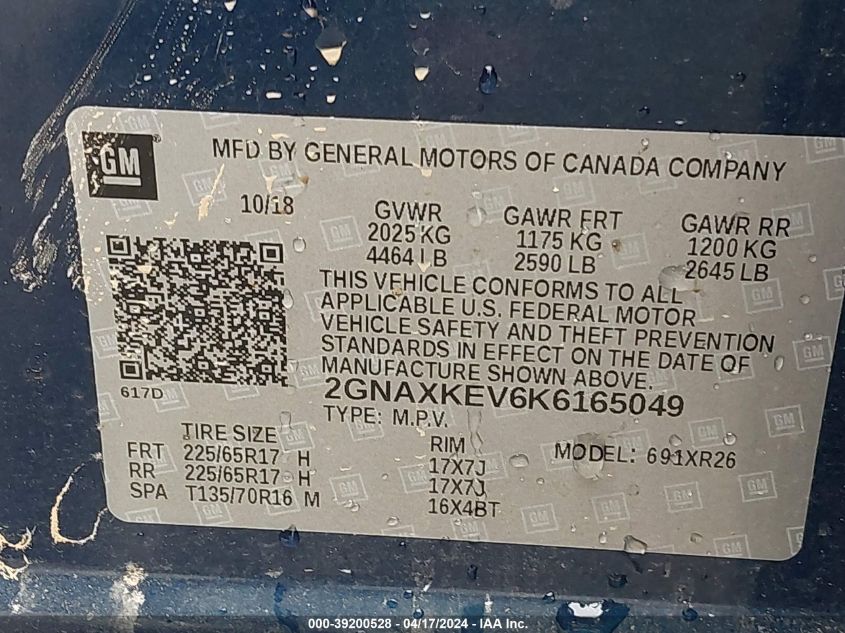 GM
MFD BY GENERAL MOTORS OF CANADA COMPANY
10/18
GVWR
2025 KG
4464 LB
GAWR FRT
1175 KG
2590 LB
GAWR RR
1200 KG
2645 LB
THIS VEHICLE CONFORMS TO ALL
APPLICABLE U.S. FEDERAL MOTOR
VEHICLE SAFETY AND THEFT PREVENTION
STANDARDS IN EFFECT ON THE DATE OF
MANUFACTURE SHOWN ABOVE.
617D
2GNAXKEV6K6165049
TYPE: M.P.V.
MODEL: 691XR26
TIRE SIZE RIM
FRT 225/65R17 H 17X7J
RR 225/65R17 H 17X7J
SPA T135/70R16 M 16X4BT
000-39200528 - 04/17/2024 - IAA Inc.